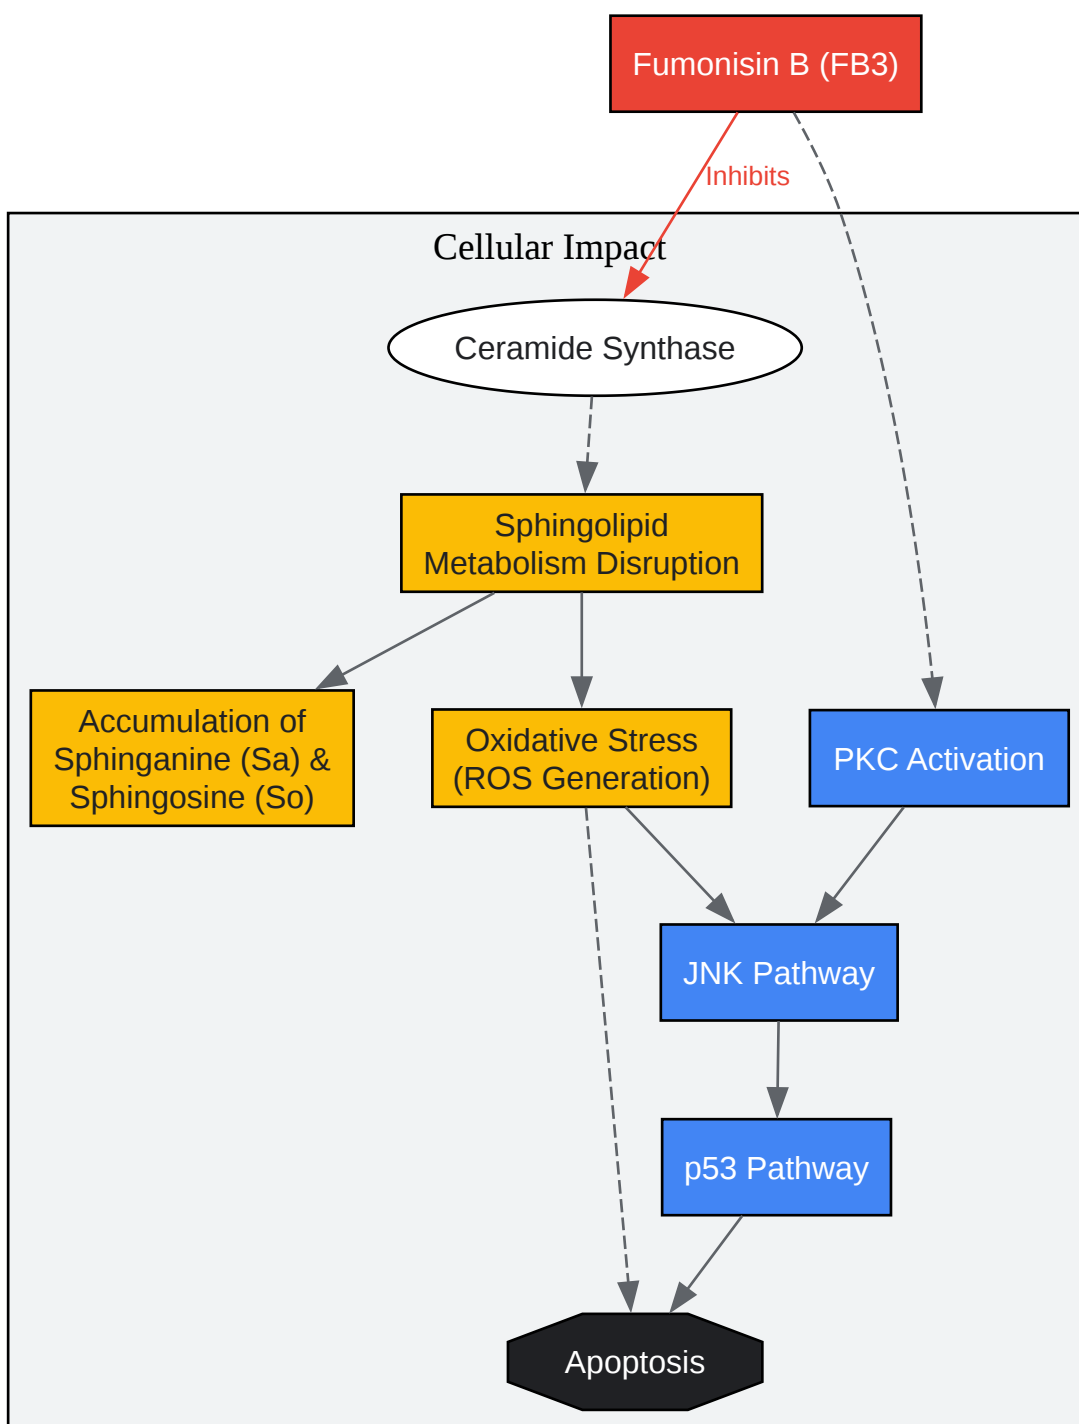 Fumonisin B (FB3)
Inhibits
Cellular Impact
Ceramide Synthase
Sphingolipid
Metabolism Disruption
Accumulation of
Sphinganine (Sa) &
Sphingosine (So)
Oxidative Stress
(ROS Generation)
PKC Activation
JNK Pathway
p53 Pathway
Apoptosis